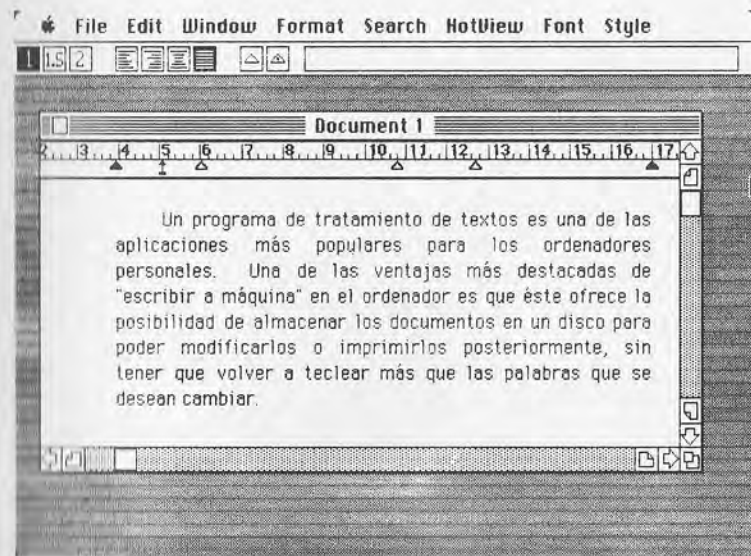 File Edit Window Format Search HotView Font Style
1 1.5 2
Document 1
2 3 4 5 6 7 8 9 10 11 12 13 14 15 16 17
Un programa de tratamiento de textos es una de las
aplicaciones más populares para los ordenadores
personales. Una de las ventajas más destacadas de
"escribir a máquina" en el ordenador es que éste ofrece la
posibilidad de almacenar los documentos en un disco para
poder modificarlos o imprimirlos posteriormente, sin
tener que volver a teclear más que las palabras que se
desean cambiar.